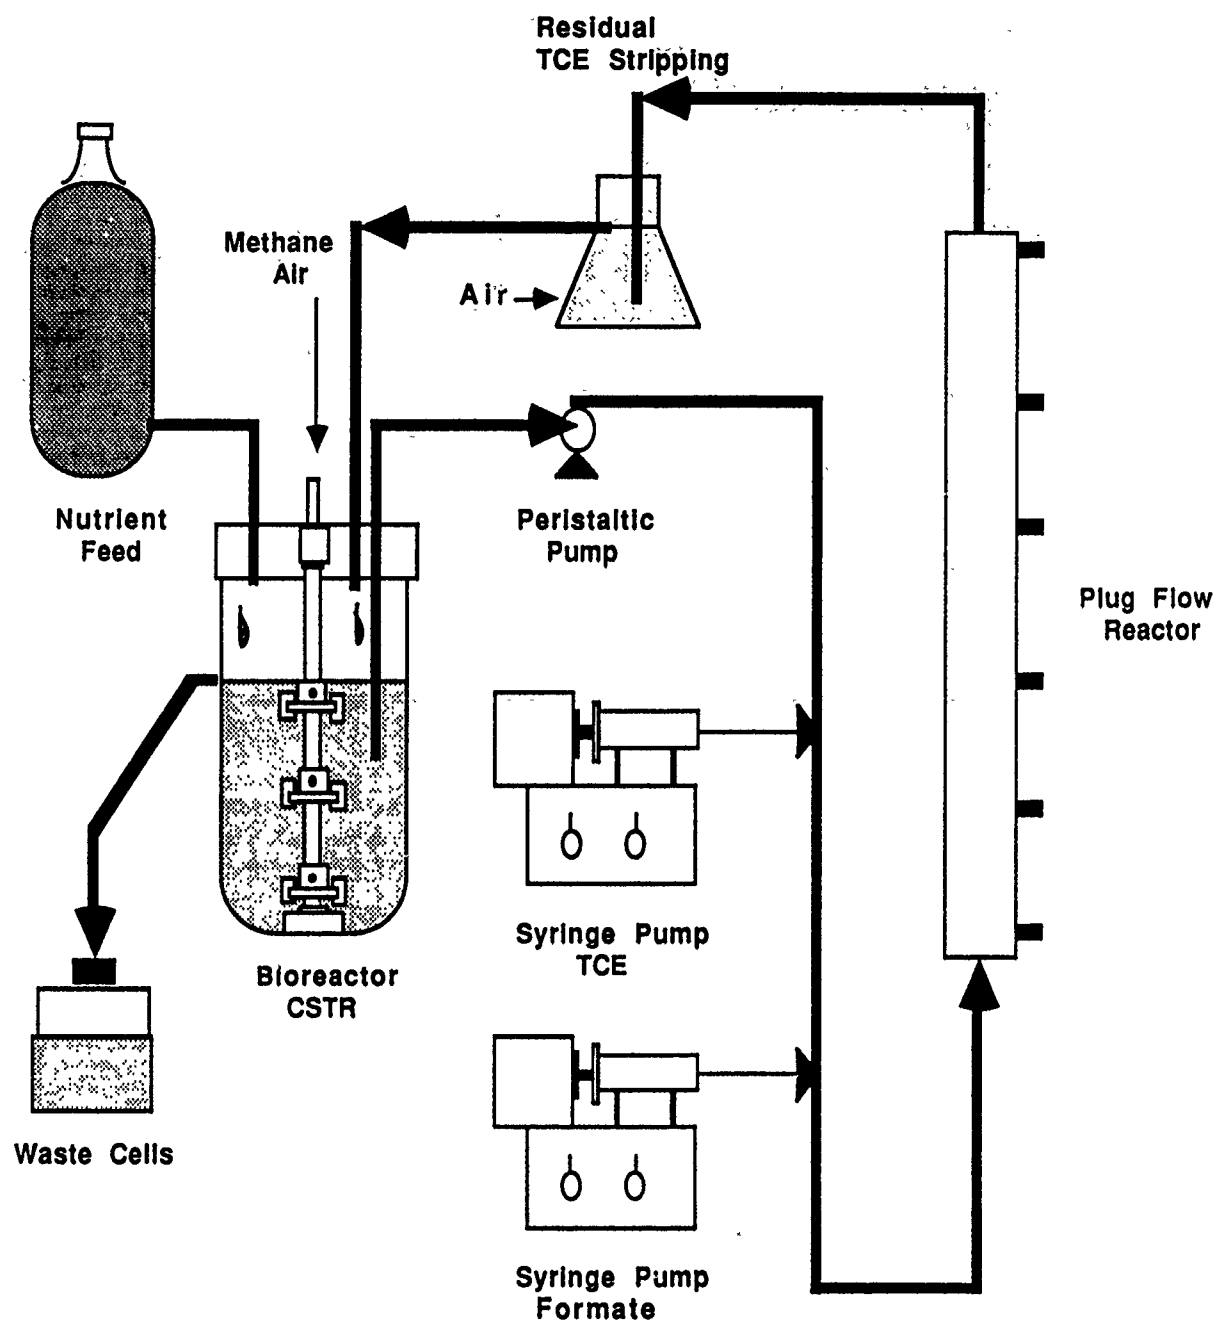 Residual
TCE Stripping
Methane
Air
Air
Nutrient
Feed
Peristaltic
Pump
Plug Flow
Reactor
Syringe Pump
TCE
Bioreactor
CSTR
Waste Cells
Syringe Pump
Formate